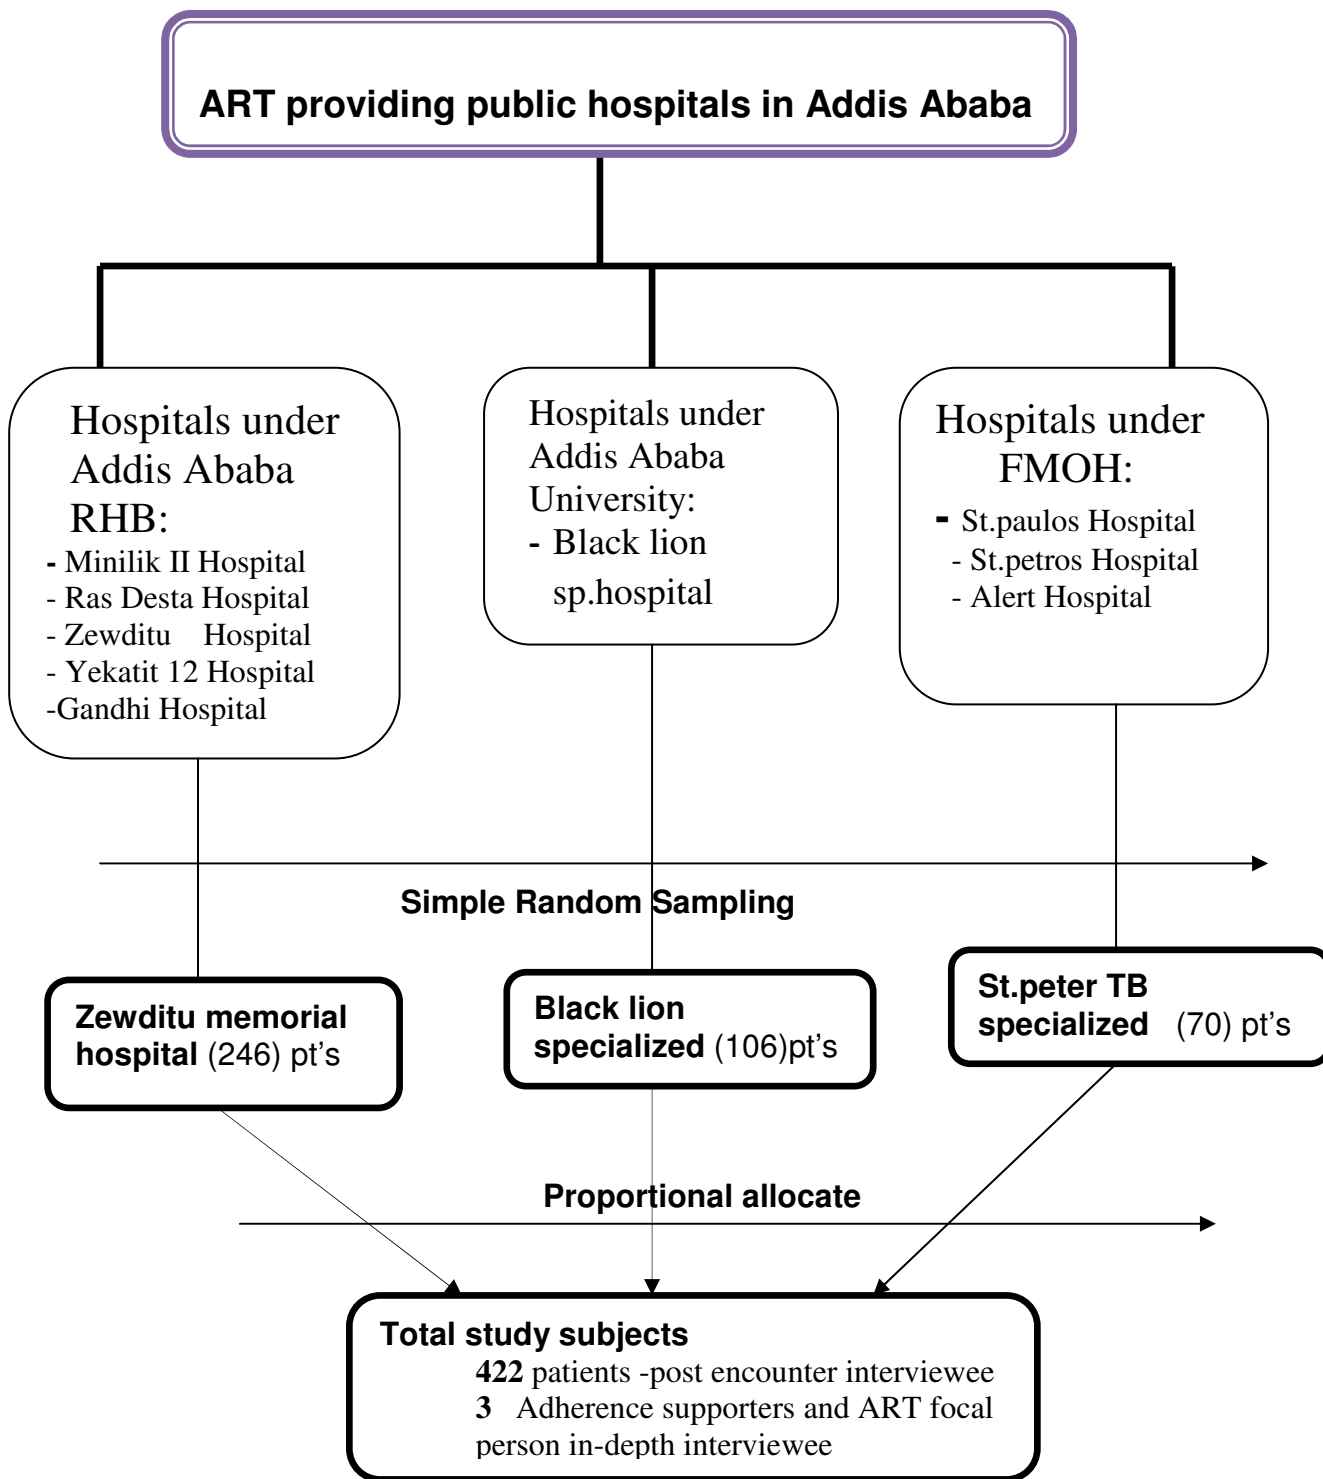 ART providing public hospitals in Addis Ababa
Hospitals under
Addis Ababa
RHB:
- Minilik II Hospital
- Ras Desta Hospital
- Zewditu Hospital
- Yekatit 12 Hospital
-Gandhi Hospital
Hospitals under
Addis Ababa
University:
- Black lion
sp.hospital
Hospitals under
FMOH:
- St.paulos Hospital
- St.petros Hospital
- Alert Hospital
Simple Random Sampling
Zewditu memorial
hospital (246) pt's
Black lion
specialized (106)pt's
St.peter TB
specialized (70) pt's
Proportional allocate
Total study subjects
422 patients -post encounter interviewee
3 Adherence supporters and ART focal
person in-depth interviewee